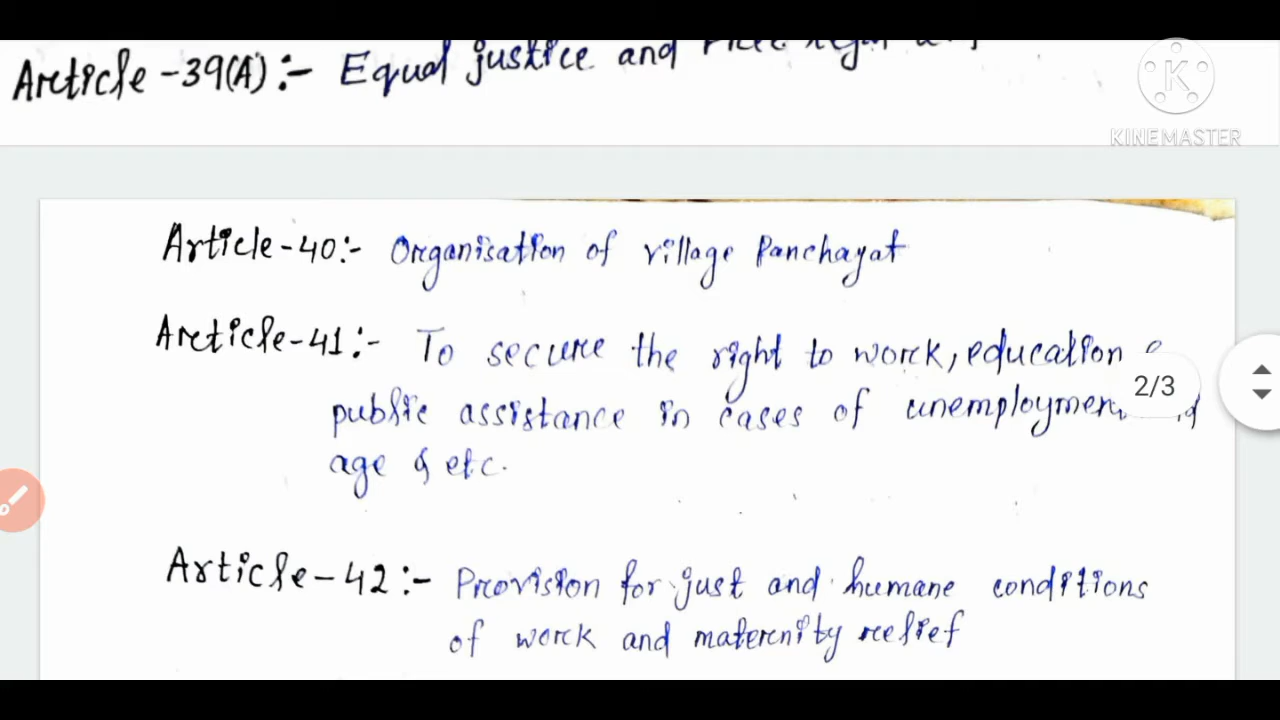 Article-39(A):- Equal justice and
KINEMASTER
Article-40:- Organisation of village Panchayat
Article-41:- To secure the right to work, education &
2/3
public assistance in cases of
age & etc.
Article-42:- Provision for just and humane conditions
of work and maternity relief